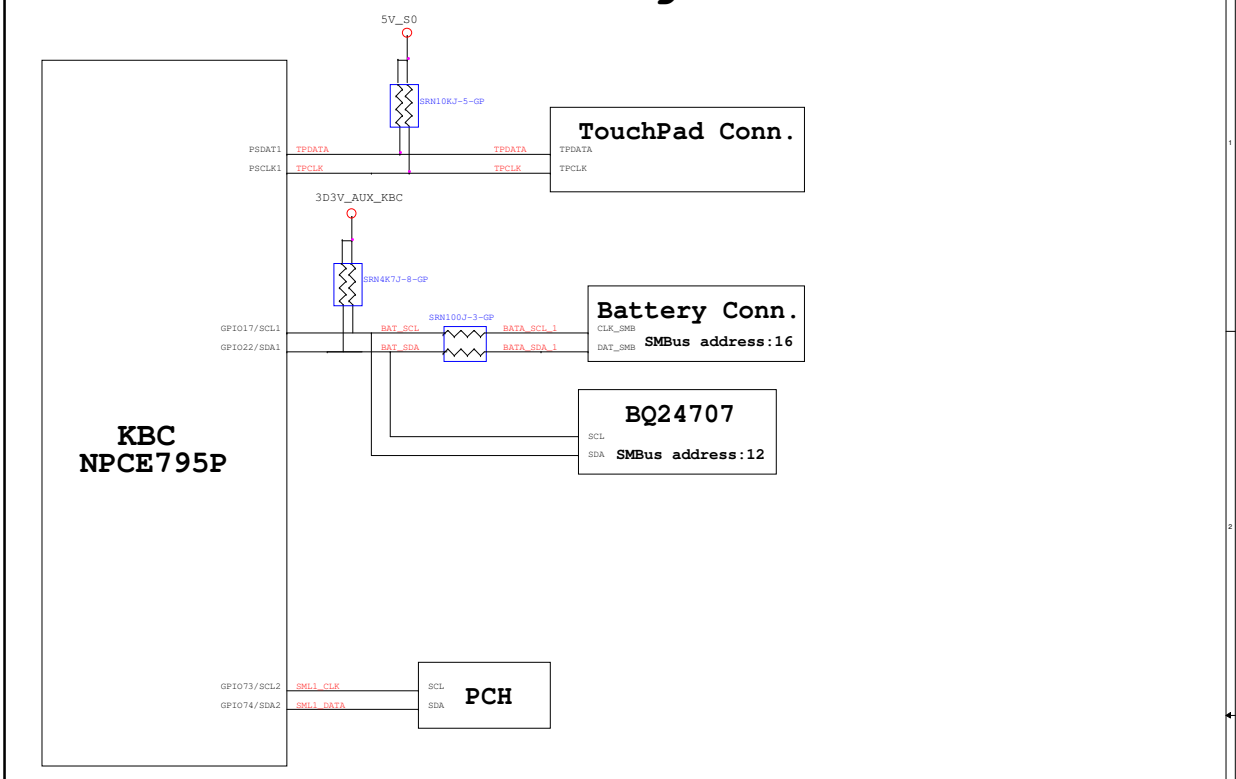 5V_S0
SRN10KJ-5-GP
TouchPad Conn.
PSDAT1 TPDATA TPDATA TPDATA
PSCLK1 TPCLK TPCLK TPCLK
3D3V_AUX_KBC
SRN4K7J-8-GP
SRN100J-3-GP
Battery Conn.
GPIO17/SCL1 BAT_SCL BATA_SCL_1 CLK_SMB
SMBus address:16
GPIO22/SDA1 BAT_SDA BATA_SDA_1 DAT_SMB
BQ24707
SCL
SDA SMBus address:12
KBC
NPCE795P
GPIO73/SCL2 SML1_CLK SCL
PCH
GPIO74/SDA2 SML1_DATA SDA
1
2